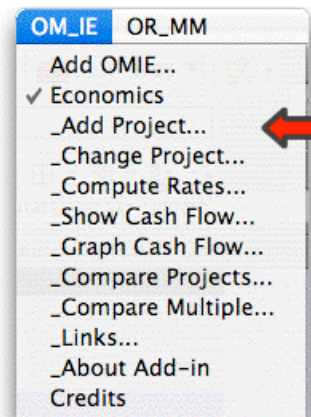 OM_IE OR_MM
Add OMIE...
✓ Economics
_Add Project...
_Change Project...
_Compute Rates...
_Show Cash Flow...
_Graph Cash Flow...
_Compare Projects...
_Compare Multiple...
_Links...
_About Add-in
Credits